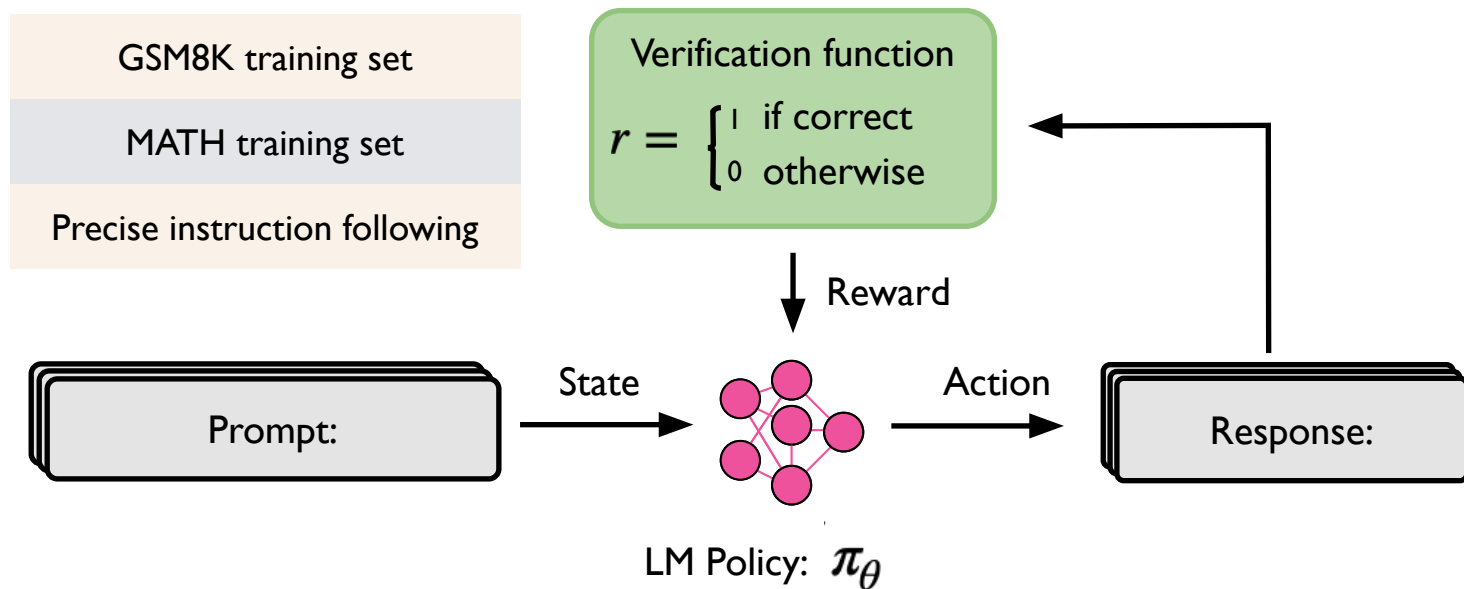 GSM8K training set
MATH training set
Precise instruction following
Verification function
r = { 1 if correct
0 otherwise
Reward
Prompt:
State
Action
Response:
LM Policy: π_θ